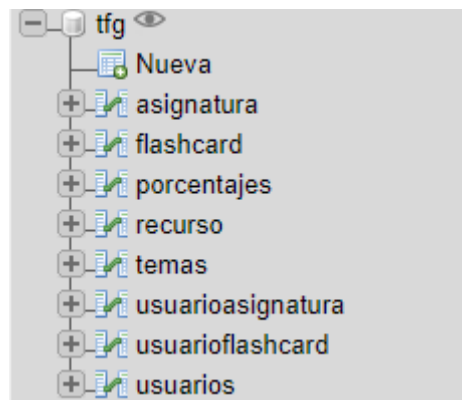 tfg
Nueva
asignatura
flashcard
porcentajes
recurso
temas
usuarioasignatura
usuarioflashcard
usuarios